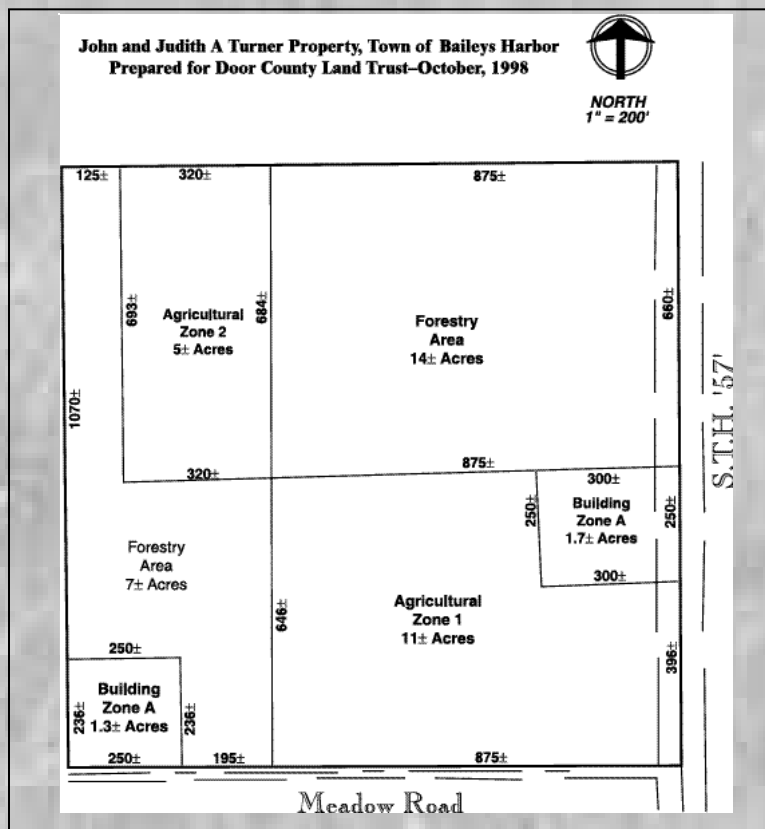 John and Judith A Turner Property, Town of Baileys Harbor
Prepared for Door County Land Trust–October, 1998
NORTH
1" = 200'
125±
320±
875±
693±
Agricultural
Zone 2
5± Acres
684±
Forestry
Area
14± Acres
660±
1070±
S.T.H. '57'
320±
875±
300±
250±
Building
Zone A
1.7± Acres
250±
300±
Forestry
Area
7± Acres
646±
Agricultural
Zone 1
11± Acres
396±
250±
236±
Building
Zone A
1.3± Acres
236±
250±
195±
875±
Meadow Road